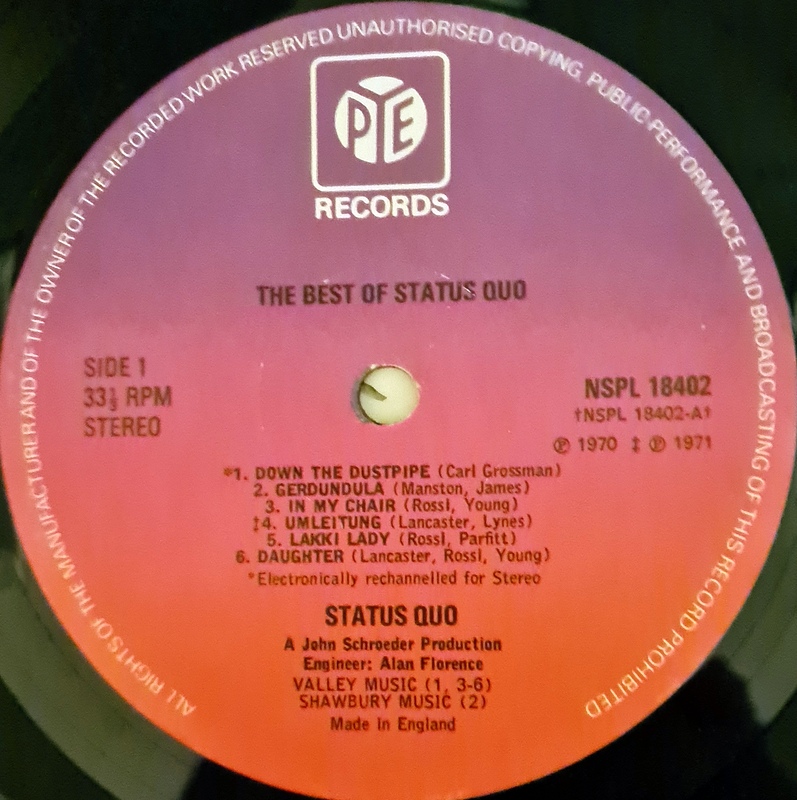 ALL RIGHTS OF THE MANUFACTURER AND OF THE OWNER OF THE RECORDED WORK RESERVED UNAUTHORISED COPYING, PUBLIC PERFORMANCE AND BROADCASTING OF THIS RECORD PROHIBITED
PYE
RECORDS
THE BEST OF STATUS QUO
SIDE 1
33⅓ RPM
STEREO
NSPL 18402
†NSPL 18402-A†
℗ 1970 ‡ ℗ 1971
*1. DOWN THE DUSTPIPE (Carl Grossman)
2. GERDUNDULA (Manston, James)
3. IN MY CHAIR (Rossi, Young)
‡4. UMLEITUNG (Lancaster, Lynes)
5. LAKKI LADY (Rossi, Parfitt)
6. DAUGHTER (Lancaster, Rossi, Young)
*Electronically rechannelled for Stereo
STATUS QUO
A John Schroeder Production
Engineer: Alan Florence
VALLEY MUSIC (1, 3-6)
SHAWBURY MUSIC (2)
Made in England